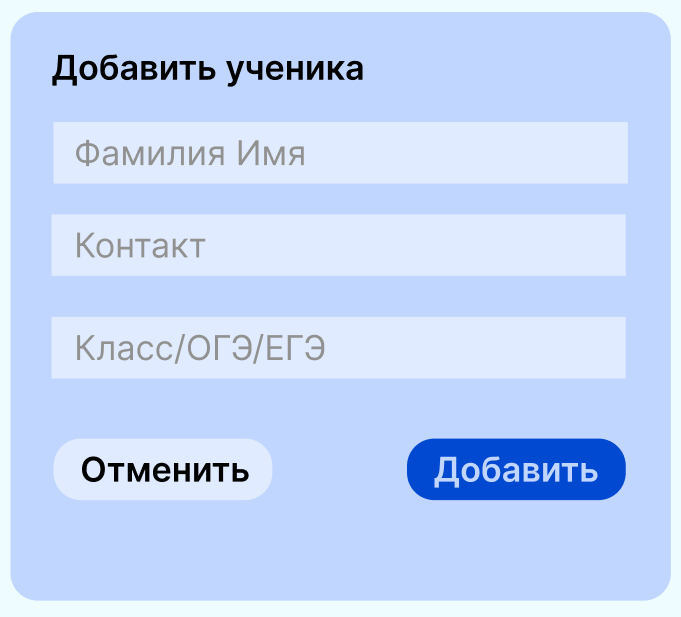 Добавить ученика
Фамилия Имя
Контакт
Класс/ОГЭ/ЕГЭ
Отменить
Добавить